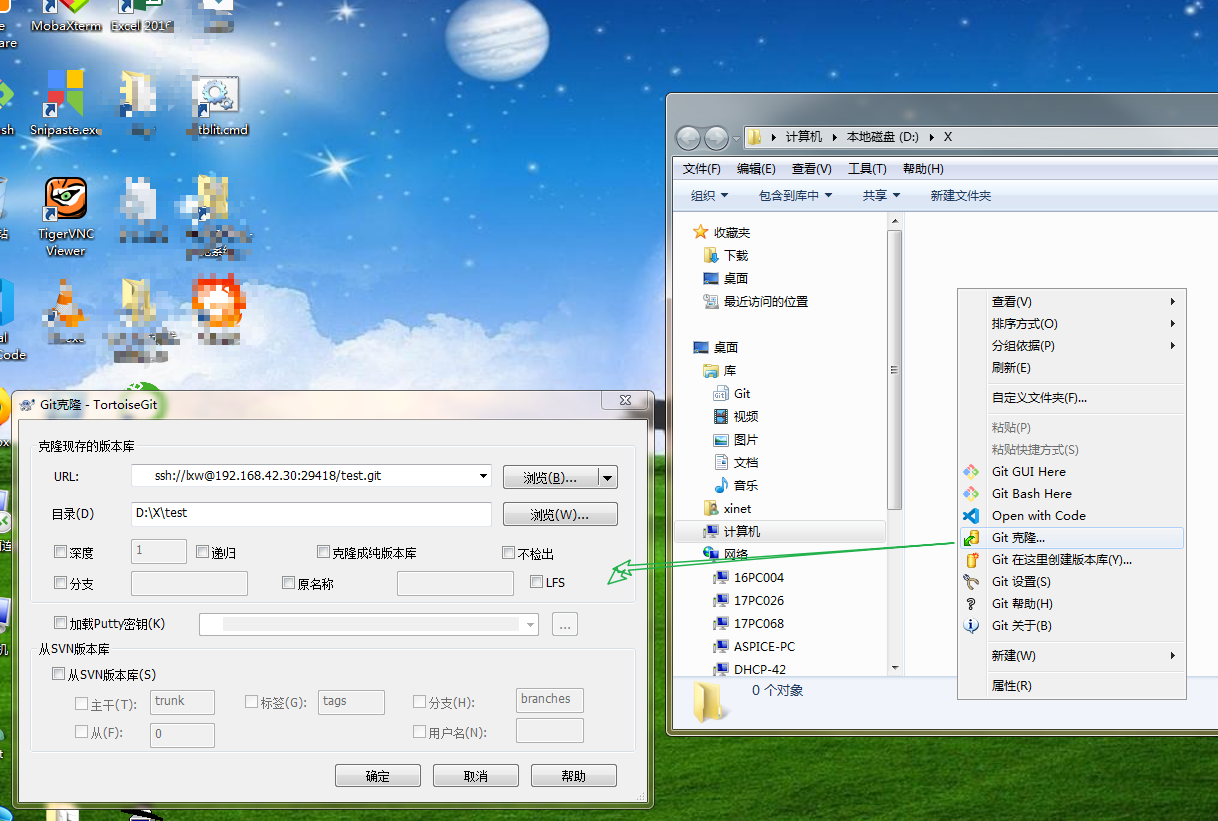 MobaXterm
Excel 2016
are
sh
Snipaste.exe
tblit.cmd
站
TigerVNC
Viewer
al
Code
Git克隆 - TortoiseGit
克隆现存的版本库
URL: ssh://lxw@192.168.42.30:29418/test.git 浏览(B)...
目录(D) D:\X\test 浏览(W)...
深度 1 递归 克隆成纯版本库 不检出
分支 原名称 LFS
加载Putty密钥(K) ...
从SVN版本库
从SVN版本库(S)
主干(T): trunk 标签(G): tags 分支(H): branches
从(F): 0 用户名(N):
确定 取消 帮助
计算机 本地磁盘 (D:) X
文件(F) 编辑(E) 查看(V) 工具(T) 帮助(H)
组织 包含到库中 共享 新建文件夹
收藏夹
下载
桌面
最近访问的位置
桌面
库
Git
视频
图片
文档
音乐
xinet
计算机
网络
16PC004
17PC026
17PC068
ASPICE-PC
DHCP-42
0 个对象
查看(V)
排序方式(O)
分组依据(P)
刷新(E)
自定义文件夹(F)...
粘贴(P)
粘贴快捷方式(S)
Git GUI Here
Git Bash Here
Open with Code
Git 克隆...
Git 在这里创建版本库(Y)...
Git 设置(S)
Git 帮助(H)
Git 关于(B)
新建(W)
属性(R)